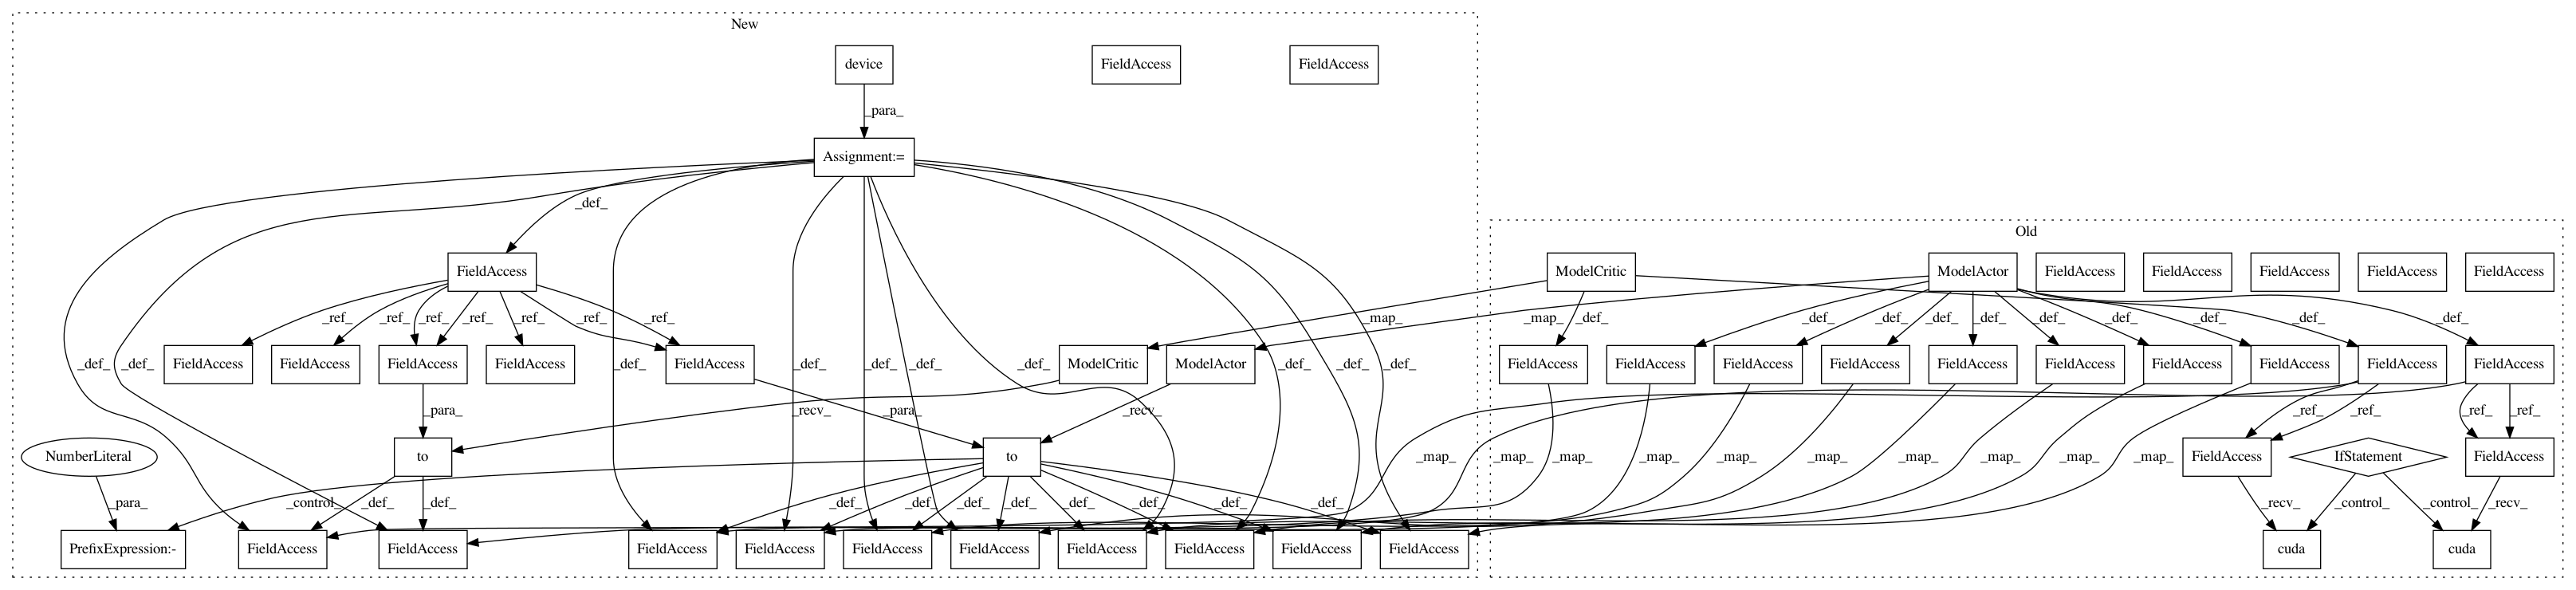 New
device
FieldAccess
FieldAccess
_para_
Assignment:=
Old
_def_
FieldAccess
ModelCritic
ModelActor
FieldAccess
FieldAccess
FieldAccess
FieldAccess
FieldAccess
_ref_
_ref_
_ref_
_ref_
_ref_
_ref_
_ref_
_map_
_map_
_def_
_def_
_def_
_def_
_def_
_def_
_def_
_def_
_def_
_def_
_def_
_def_
FieldAccess
FieldAccess
FieldAccess
FieldAccess
FieldAccess
ModelCritic
ModelActor
_def_
_def_
_def_
_def_
_def_
_def_
_def_
_def_
FieldAccess
FieldAccess
FieldAccess
FieldAccess
FieldAccess
FieldAccess
FieldAccess
FieldAccess
FieldAccess
FieldAccess
_para_
_recv_
_para_
_recv_
_ref_
_ref_
_ref_
_ref_
NumberLiteral
to
to
_map_
_map_
_map_
_map_
_map_
_map_
_map_
_map_
_map_
FieldAccess
IfStatement
FieldAccess
_para_
_control_
_def_
_def_
_def_
_def_
_def_
_def_
_def_
_def_
_def_
_def_
_recv_
_control_
_control_
_recv_
PrefixExpression:-
FieldAccess
FieldAccess
FieldAccess
FieldAccess
FieldAccess
FieldAccess
FieldAccess
FieldAccess
FieldAccess
FieldAccess
cuda
cuda